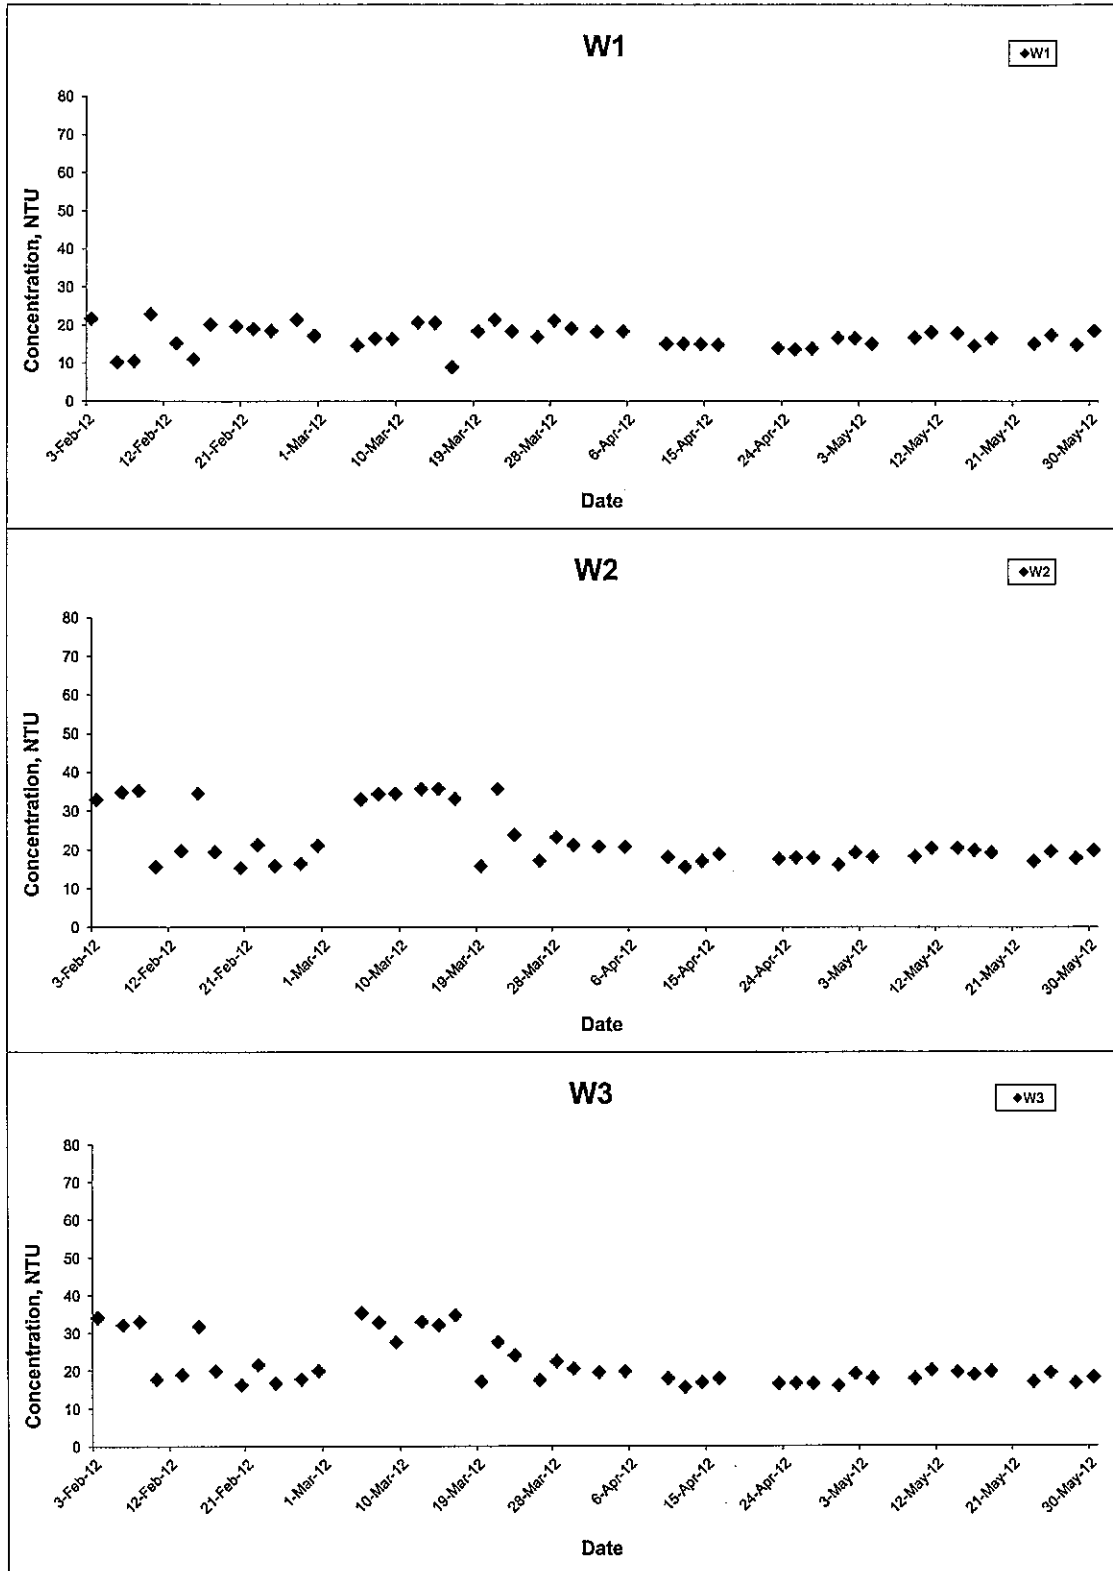 W1
◆W1
80
70
60
50
40
30
20
10
0
Concentration, NTU
3-Feb-12 12-Feb-12 21-Feb-12 1-Mar-12 10-Mar-12 19-Mar-12 28-Mar-12 6-Apr-12 15-Apr-12 24-Apr-12 3-May-12 12-May-12 21-May-12 30-May-12
Date
W2
◆W2
80
70
60
50
40
30
20
10
0
Concentration, NTU
3-Feb-12 12-Feb-12 21-Feb-12 1-Mar-12 10-Mar-12 19-Mar-12 28-Mar-12 6-Apr-12 15-Apr-12 24-Apr-12 3-May-12 12-May-12 21-May-12 30-May-12
Date
W3
◆W3
80
70
60
50
40
30
20
10
0
Concentration, NTU
3-Feb-12 12-Feb-12 21-Feb-12 1-Mar-12 10-Mar-12 19-Mar-12 28-Mar-12 6-Apr-12 15-Apr-12 24-Apr-12 3-May-12 12-May-12 21-May-12 30-May-12
Date